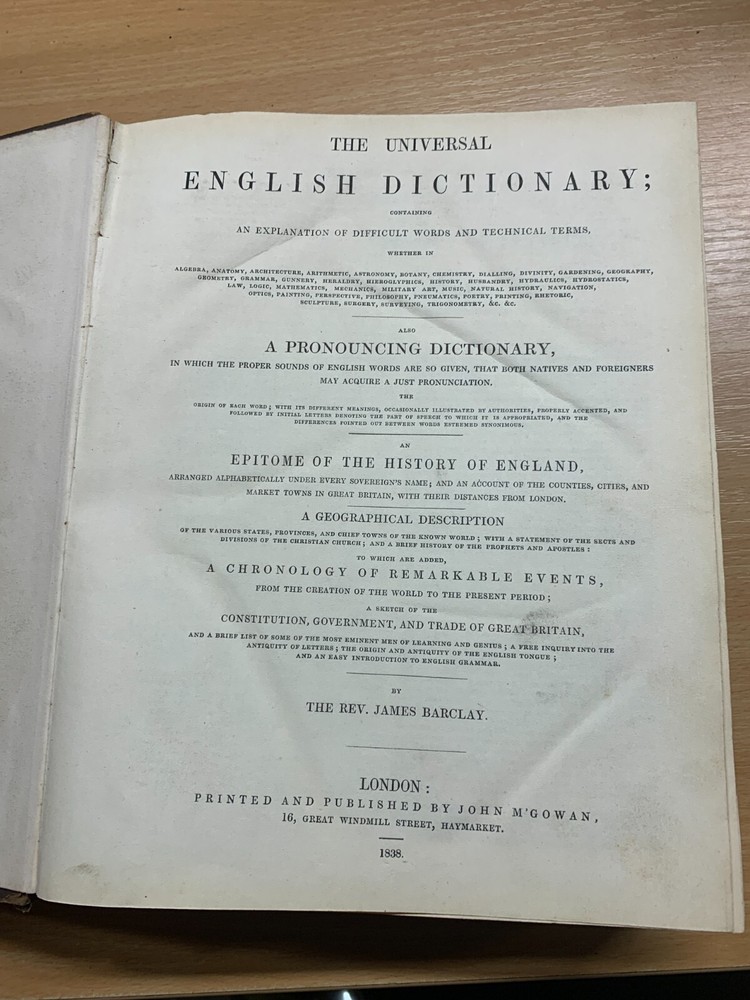 THE UNIVERSAL
ENGLISH DICTIONARY;
CONTAINING
AN EXPLANATION OF DIFFICULT WORDS AND TECHNICAL TERMS,
WHETHER IN
ALGEBRA, ANATOMY, ARCHITECTURE, ARITHMETIC, ASTRONOMY, BOTANY, CHEMISTRY, DIALLING, DIVINITY, GARDENING, GEOGRAPHY,
GEOMETRY, GRAMMAR, GUNNERY, HERALDRY, HIEROGLYPHICS, HISTORY, HUSBANDRY, HYDRAULICS, HYDROSTATICS,
LAW, LOGIC, MATHEMATICS, MECHANICS, MILITARY ART, MUSIC, NATURAL HISTORY, NAVIGATION,
OPTICS, PAINTING, PERSPECTIVE, PHILOSOPHY, PNEUMATICS, POETRY, PRINTING, RHETORIC,
SCULPTURE, SURGERY, SURVEYING, TRIGONOMETRY, &C. &C.
ALSO
A PRONOUNCING DICTIONARY,
IN WHICH THE PROPER SOUNDS OF ENGLISH WORDS ARE SO GIVEN, THAT BOTH NATIVES AND FOREIGNERS
MAY ACQUIRE A JUST PRONUNCIATION.
THE
ORIGIN OF EACH WORD; WITH ITS DIFFERENT MEANINGS, OCCASIONALLY ILLUSTRATED BY AUTHORITIES, PROPERLY ACCENTED, AND
FOLLOWED BY INITIAL LETTERS DENOTING THE PART OF SPEECH TO WHICH IT IS APPROPRIATED, AND THE
DIFFERENCES POINTED OUT BETWEEN WORDS ESTEEMED SYNONIMOUS.
AN
EPITOME OF THE HISTORY OF ENGLAND,
ARRANGED ALPHABETICALLY UNDER EVERY SOVEREIGN'S NAME; AND AN ACCOUNT OF THE COUNTIES, CITIES, AND
MARKET TOWNS IN GREAT BRITAIN, WITH THEIR DISTANCES FROM LONDON.
A GEOGRAPHICAL DESCRIPTION
OF THE VARIOUS STATES, PROVINCES, AND CHIEF TOWNS OF THE KNOWN WORLD; WITH A STATEMENT OF THE SECTS AND
DIVISIONS OF THE CHRISTIAN CHURCH; AND A BRIEF HISTORY OF THE PROPHETS AND APOSTLES:
TO WHICH ARE ADDED,
A CHRONOLOGY OF REMARKABLE EVENTS,
FROM THE CREATION OF THE WORLD TO THE PRESENT PERIOD;
A SKETCH OF THE
CONSTITUTION, GOVERNMENT, AND TRADE OF GREAT BRITAIN,
AND A BRIEF LIST OF SOME OF THE MOST EMINENT MEN OF LEARNING AND GENIUS; A FREE INQUIRY INTO THE
ANTIQUITY OF LETTERS; THE ORIGIN AND ANTIQUITY OF THE ENGLISH TONGUE;
AND AN EASY INTRODUCTION TO ENGLISH GRAMMAR.
BY
THE REV. JAMES BARCLAY.
LONDON:
PRINTED AND PUBLISHED BY JOHN M'GOWAN,
16, GREAT WINDMILL STREET, HAYMARKET.
1838.